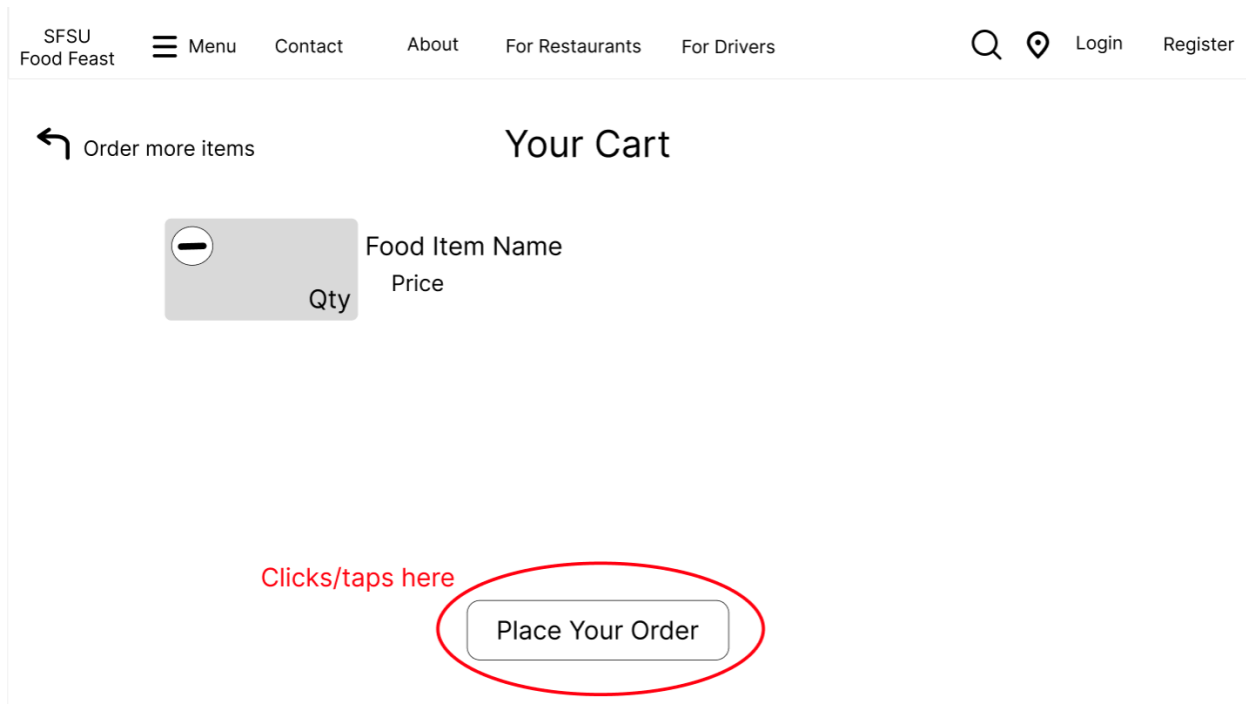 SFSU
Food Feast
Menu
Contact
About
For Restaurants
For Drivers
Login
Register
Order more items
Your Cart
Food Item Name
Price
Qty
Clicks/taps here
Place Your Order